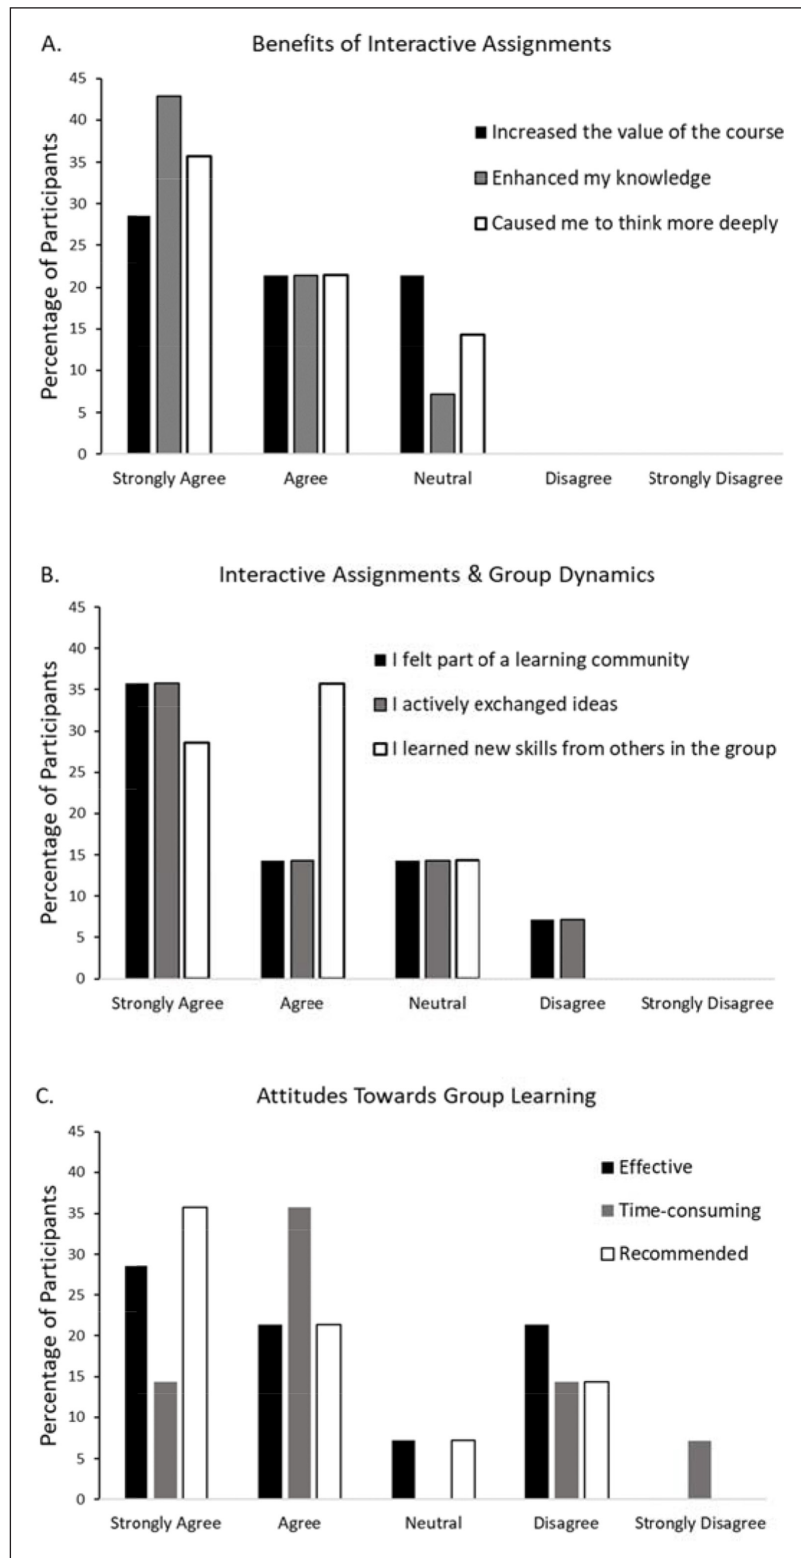 A.
Benefits of Interactive Assignments
Percentage of Participants
45
40
35
30
25
20
15
10
5
0
Increased the value of the course
Enhanced my knowledge
Caused me to think more deeply
Strongly Agree Agree Neutral Disagree Strongly Disagree
B.
Interactive Assignments & Group Dynamics
Percentage of Participants
45
40
35
30
25
20
15
10
5
0
I felt part of a learning community
I actively exchanged ideas
I learned new skills from others in the group
Strongly Agree Agree Neutral Disagree Strongly Disagree
C.
Attitudes Towards Group Learning
Percentage of Participants
45
40
35
30
25
20
15
10
5
0
Effective
Time-consuming
Recommended
Strongly Agree Agree Neutral Disagree Strongly Disagree